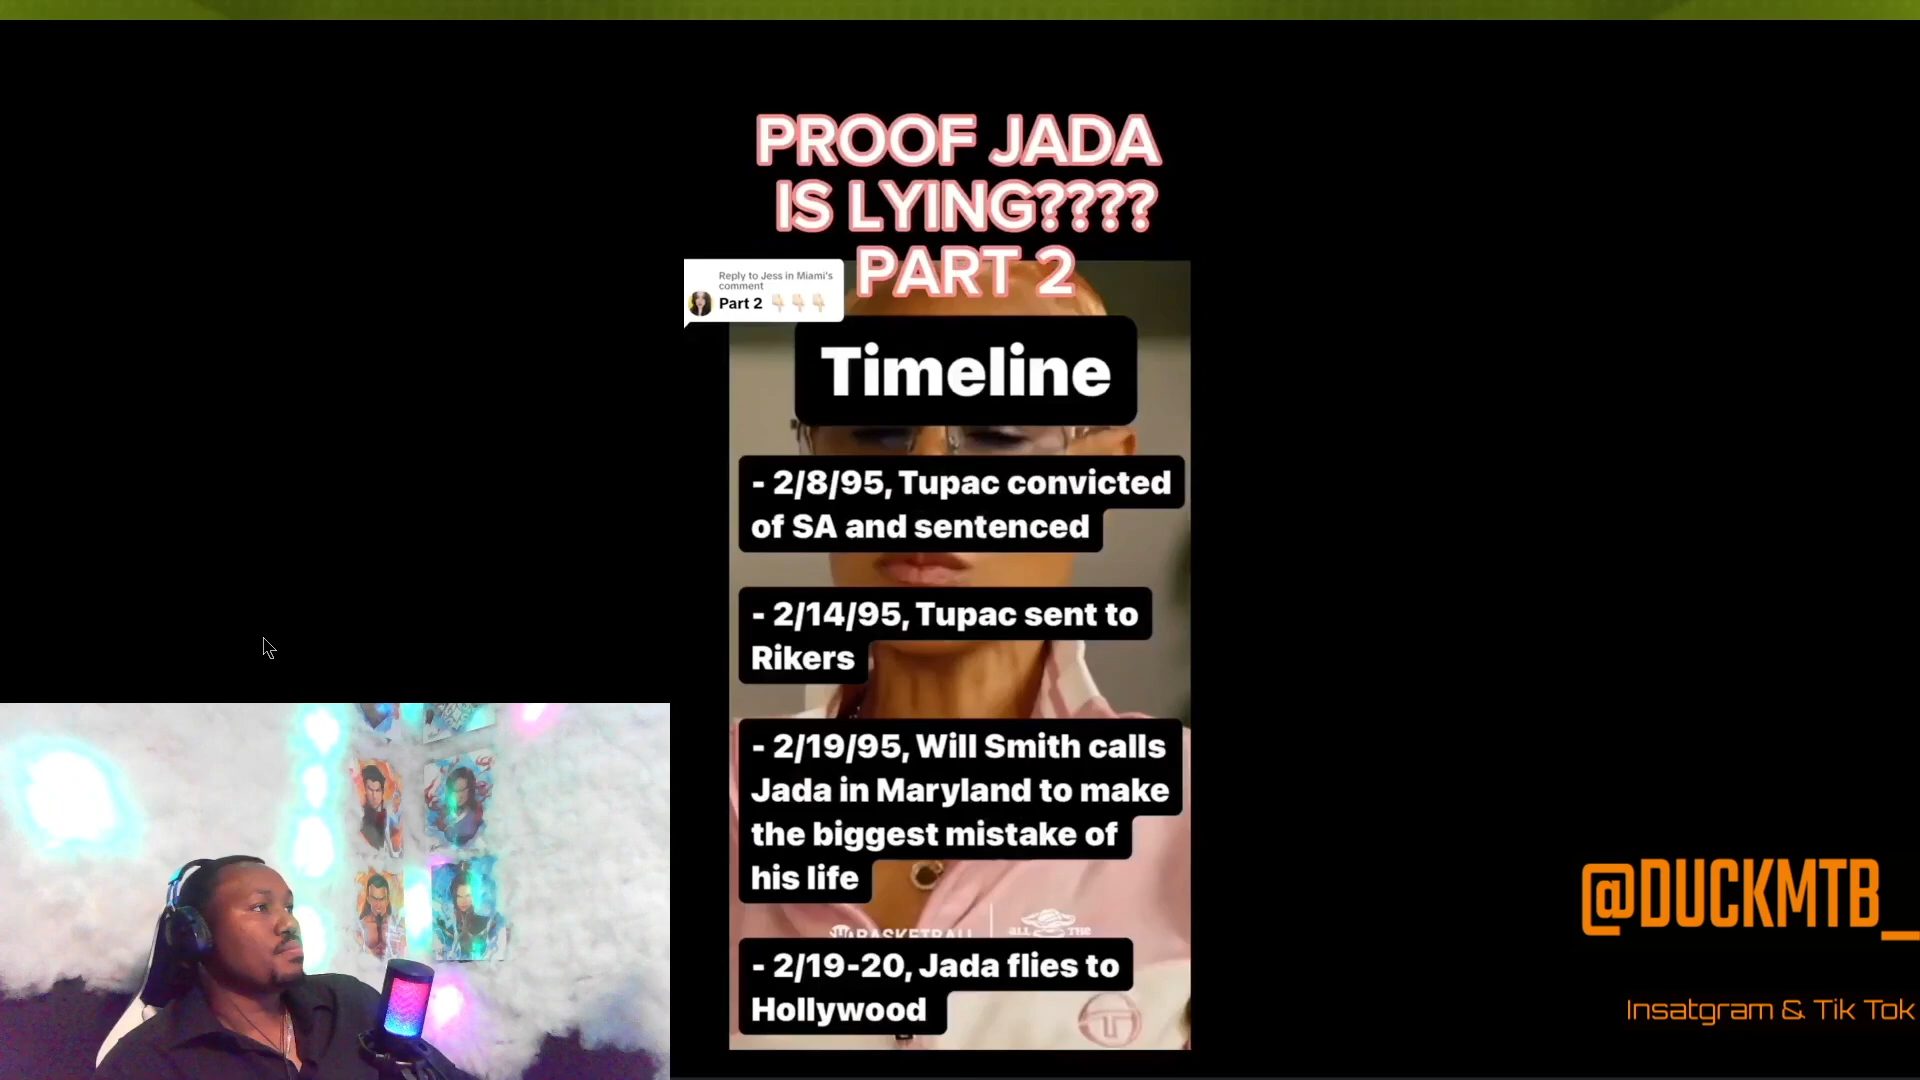 PROOF JADA
IS LYING????
PART 2
Reply to Jess in Miami's
comment
Part 2 👇🏻👇🏻👇🏻
Timeline
- 2/8/95, Tupac convicted
of SA and sentenced
- 2/14/95, Tupac sent to
Rikers
- 2/19/95, Will Smith calls
Jada in Maryland to make
the biggest mistake of
his life
BASKETBALL
ALL THE
- 2/19-20, Jada flies to
Hollywood
@DUCKMTB_
Insatgram & Tik Tok